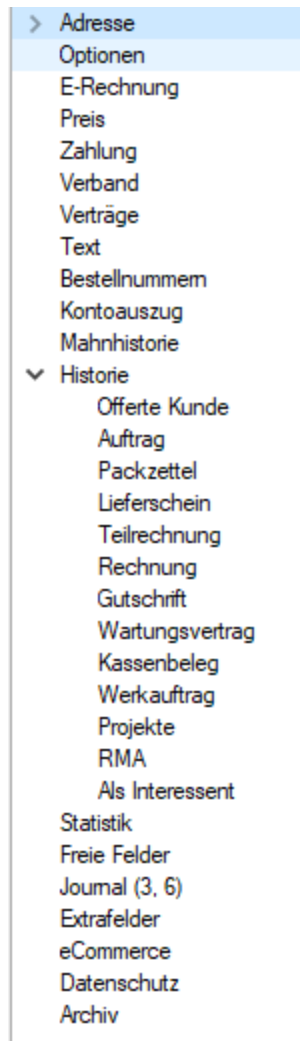 Adresse
Optionen
E-Rechnung
Preis
Zahlung
Verband
Verträge
Text
Bestellnummern
Kontoauszug
Mahnhistorie
Historie
Offerte Kunde
Auftrag
Packzettel
Lieferschein
Teilrechnung
Rechnung
Gutschrift
Wartungsvertrag
Kassenbeleg
Werkauftrag
Projekte
RMA
Als Interessent
Statistik
Freie Felder
Journal (3, 6)
Extrafelder
eCommerce
Datenschutz
Archiv